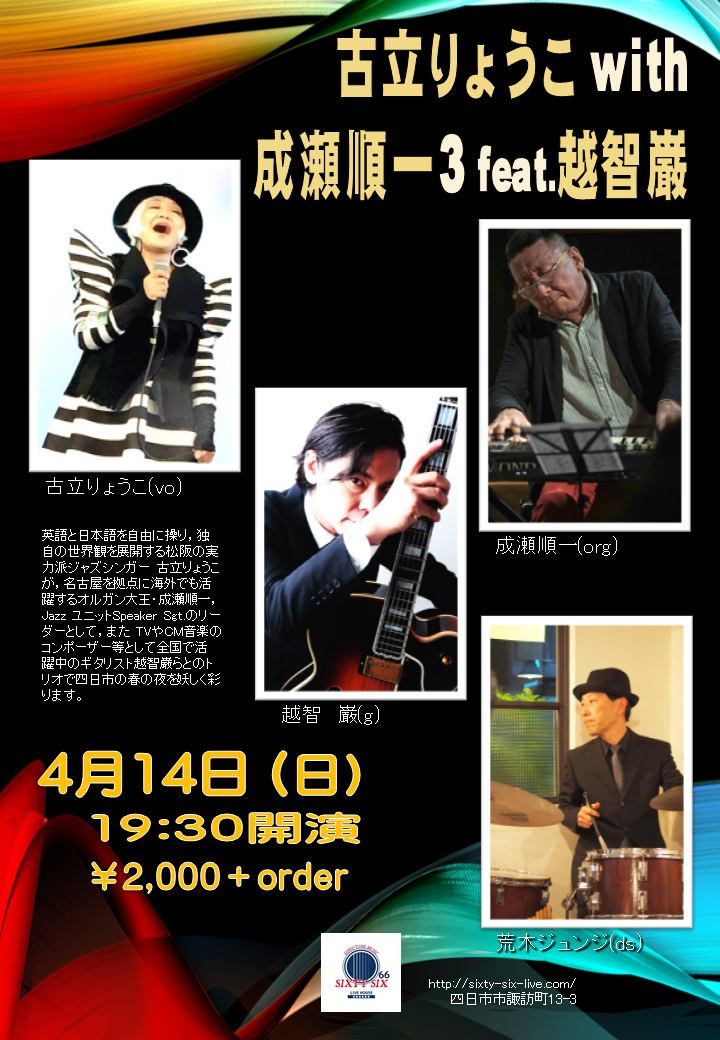 古立りょうこ with
成瀬順一3 feat.越智巌
古立りょうこ(vo)
英語と日本語を自由に操り，独
自の世界観を展開する松阪の実
力派ジャズシンガー 古立りょうこ
が，名古屋を拠点に海外でも活
躍するオルガン大王・成瀬順一，
Jazz ユニットSpeaker Sgt.のリー
ダーとして，また TVやCM音楽の
コンポーザー等として全国で活
躍中のギタリスト越智巌らとのト
リオで四日市の春の夜を妖しく彩
ります。
成瀬順一(org)
越智　巌(g)
荒木ジュンジ(ds)
4月14日（日）
19:30開演
￥2,000＋order
66
SIXTY-SIX
LIVE HOUSE
http://sixty-six-live.com/
四日市市諏訪町13-3